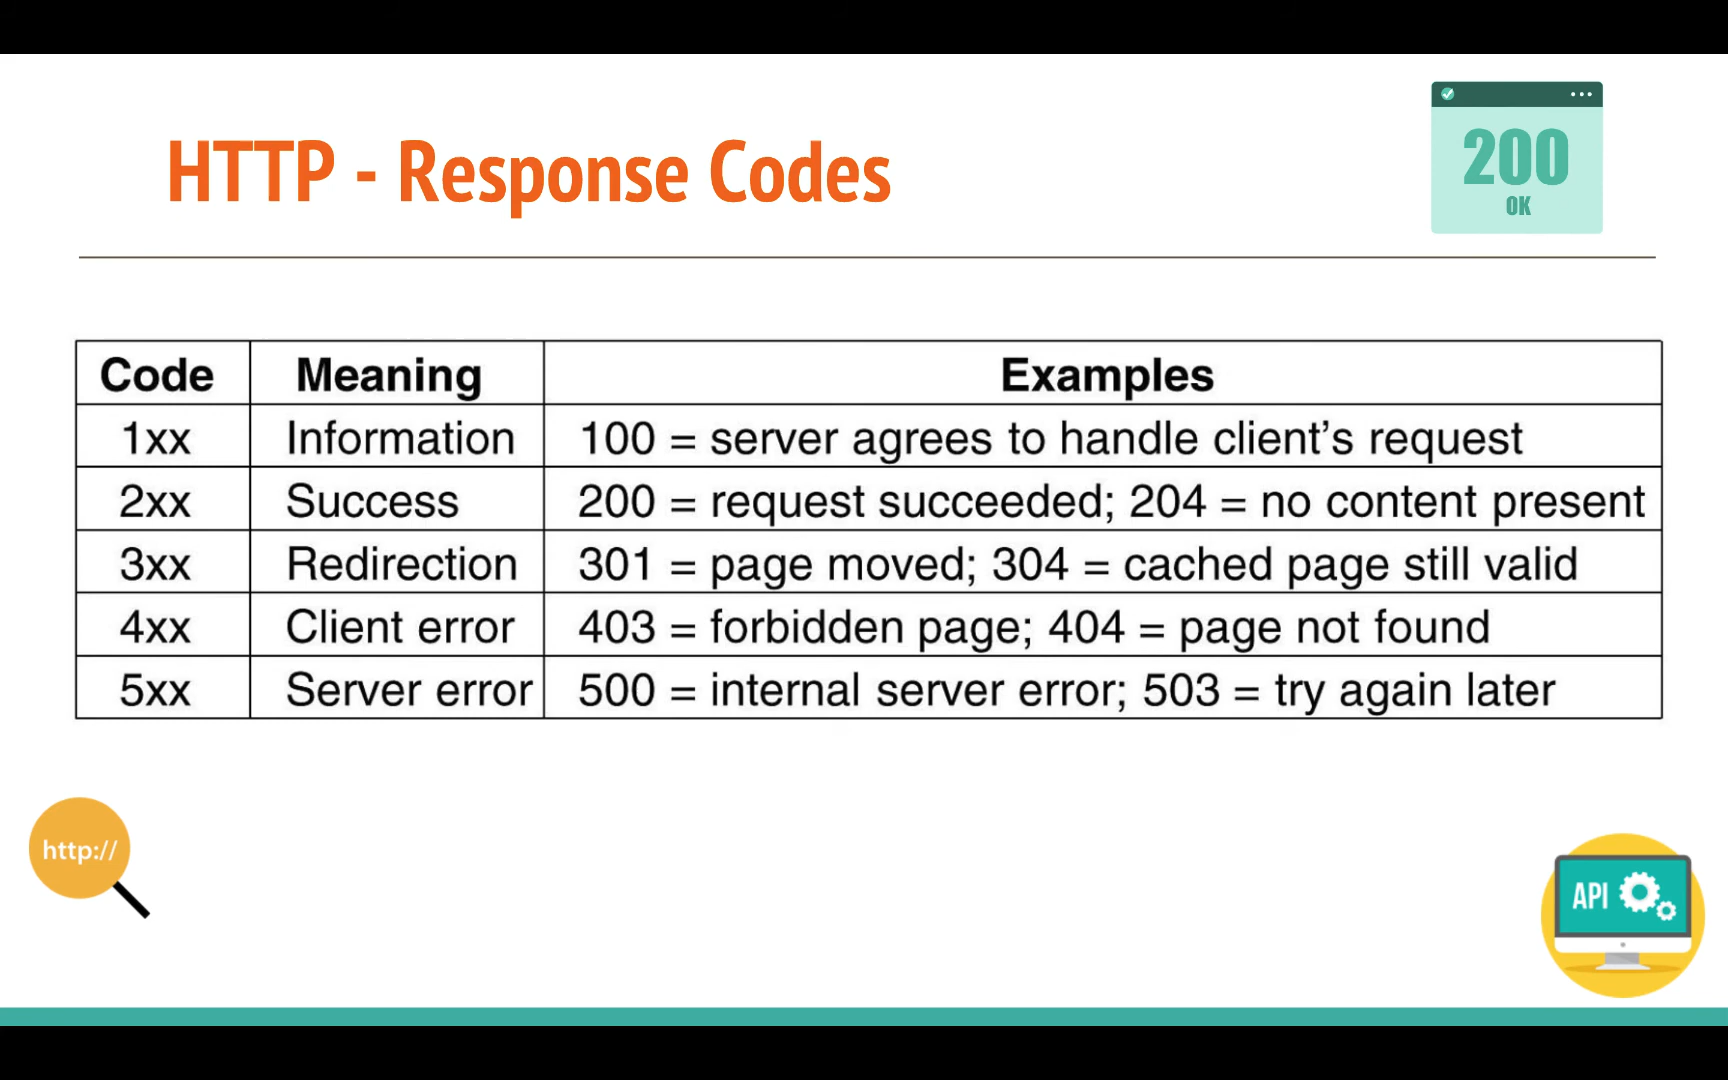 HTTP - Response Codes
200
OK
Code Meaning Examples
1xx Information 100 = server agrees to handle client's request
2xx Success 200 = request succeeded; 204 = no content present
3xx Redirection 301 = page moved; 304 = cached page still valid
4xx Client error 403 = forbidden page; 404 = page not found
5xx Server error 500 = internal server error; 503 = try again later
http://
API